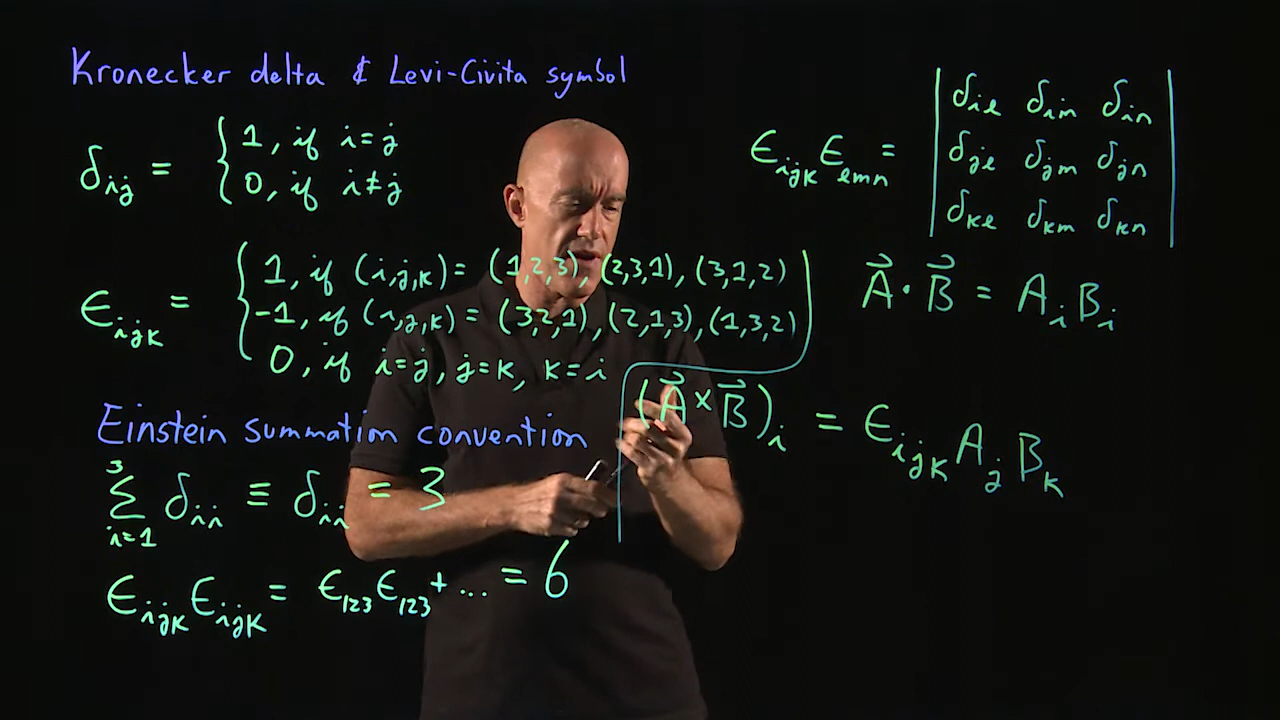 Kronecker delta & Levi-Civita symbol
δij = { 1, if i=j
0, if i≠j
ϵijk = { 1, if (i,j,k) = (1,2,3), (2,3,1), (3,1,2)
-1, if (i,j,k) = (3,2,1), (2,1,3), (1,3,2)
0, if i=j, j=k, k=i
Einstein summation convention
3
∑ δii ≡ δii = 3
i=1
ϵijk ϵijk = ϵ123 ϵ123 + ... = 6
ϵijk ϵlmn = | δil δim δin |
| δjl δjm δjn |
| δkl δkm δkn |
A⃗ · B⃗ = Ai Bi
(A⃗ × B⃗)i = ϵijk Aj Bk